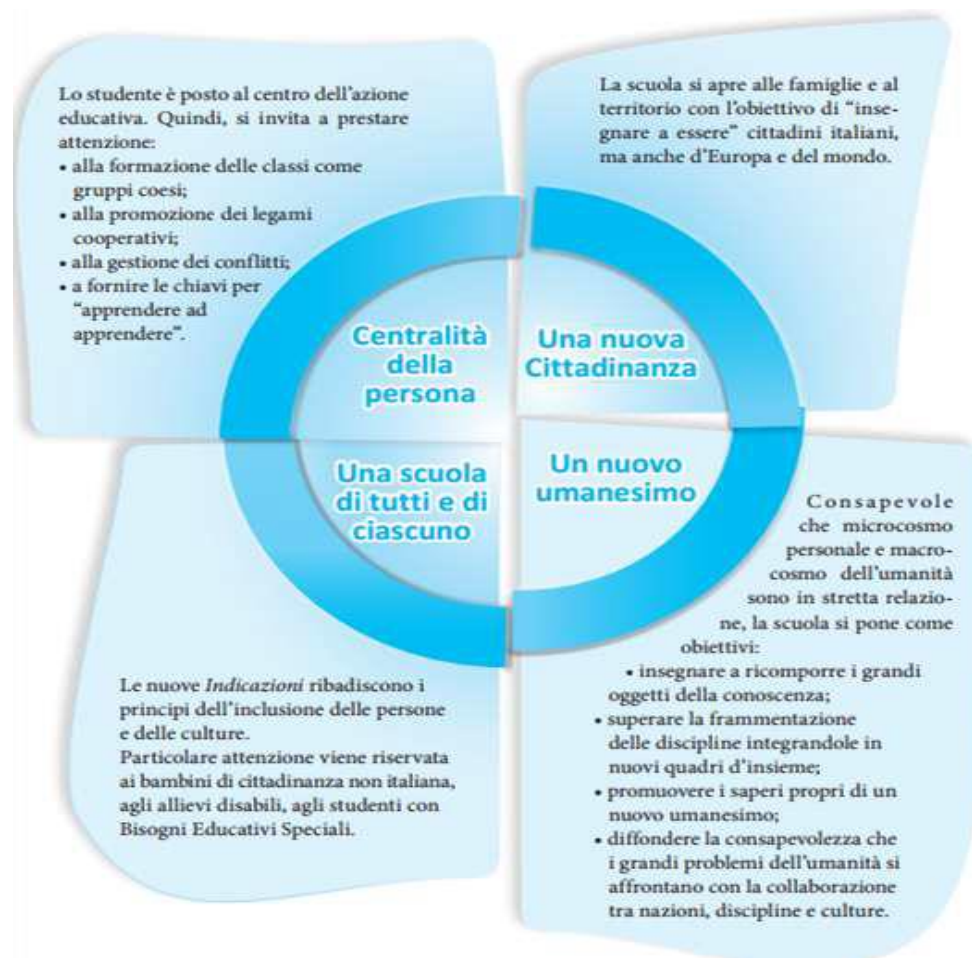 Lo studente è posto al centro dell'azione
educativa. Quindi, si invita a prestare
attenzione:
• alla formazione delle classi come
gruppi coesi;
• alla promozione dei legami
cooperativi;
• alla gestione dei conflitti;
• a fornire le chiavi per
"apprendere ad
apprendere".
Centralità
della
persona
La scuola si apre alle famiglie e al
territorio con l'obiettivo di "inse-
gnare a essere" cittadini italiani,
ma anche d'Europa e del mondo.
Una nuova
Cittadinanza
Una scuola
di tutti e di
ciascuno
Le nuove Indicazioni ribadiscono i
principi dell'inclusione delle persone
e delle culture.
Particolare attenzione viene riservata
ai bambini di cittadinanza non italiana,
agli allievi disabili, agli studenti con
Bisogni Educativi Speciali.
Un nuovo
umanesimo
Consapevole
che microcosmo
personale e macro-
cosmo dell'umanità
sono in stretta relazio-
ne, la scuola si pone come
obiettivi:
• insegnare a ricomporre i grandi
oggetti della conoscenza;
• superare la frammentazione
delle discipline integrandole in
nuovi quadri d'insieme;
• promuovere i saperi propri di un
nuovo umanesimo;
• diffondere la consapevolezza che
i grandi problemi dell'umanità si
affrontano con la collaborazione
tra nazioni, discipline e culture.